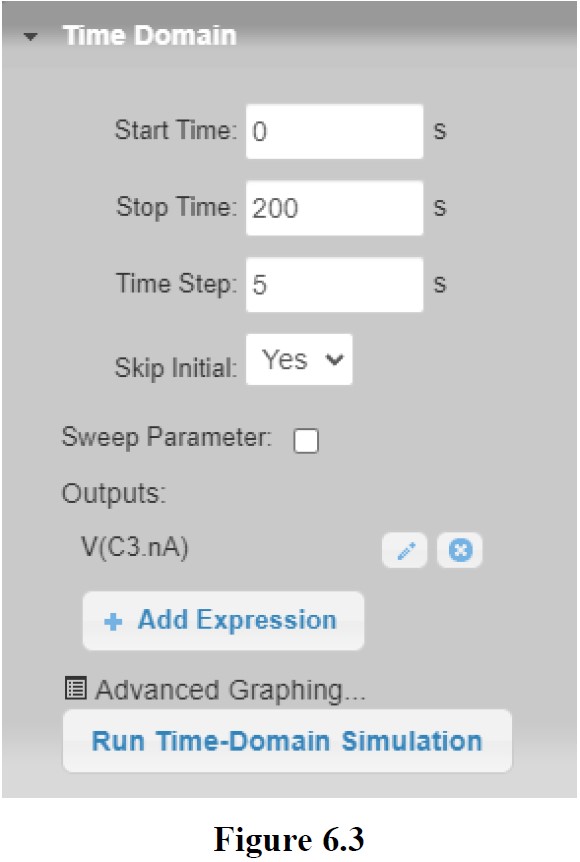 Time Domain
Start Time: 0 s
Stop Time: 200 s
Time Step: 5 s
Skip Initial: Yes
Sweep Parameter:
Outputs:
V(C3.nA)
+ Add Expression
Advanced Graphing...
Run Time-Domain Simulation
Figure 6.3